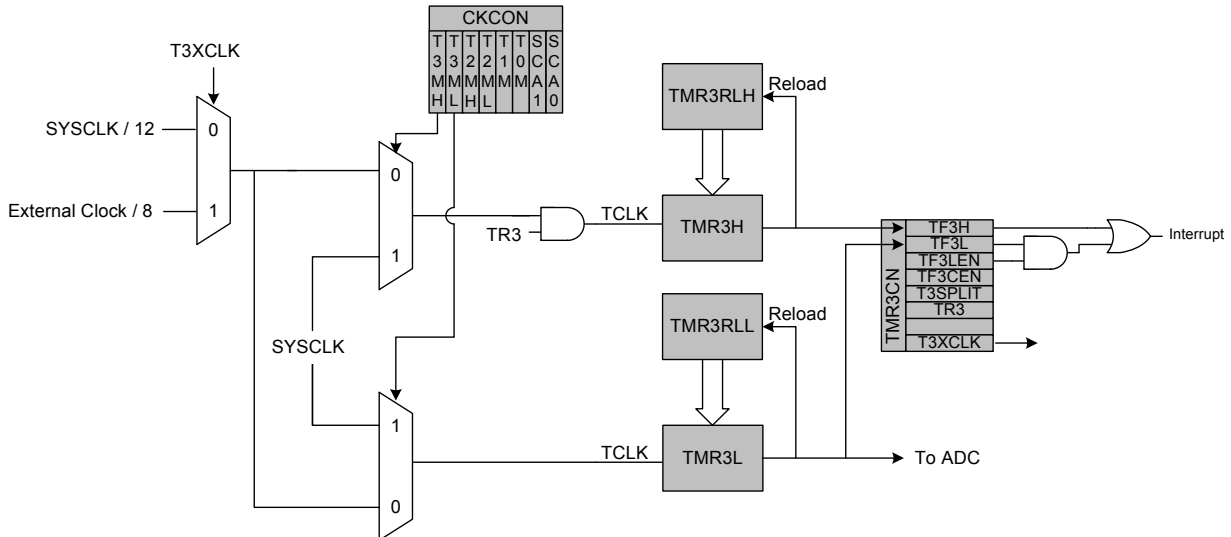 CKCON
T3MH
T3ML
T2MH
T2ML
T1M
T0M
SCA1
SCA0
T3XCLK
SYSCLK / 12
0
External Clock / 8
1
0
1
TR3
TCLK
TMR3RLH
Reload
TMR3H
TMR3CN
TF3H
TF3L
TF3LEN
TF3CEN
T3SPLIT
TR3
T3XCLK
Interrupt
SYSCLK
1
0
TCLK
TMR3RLL
Reload
TMR3L
To ADC